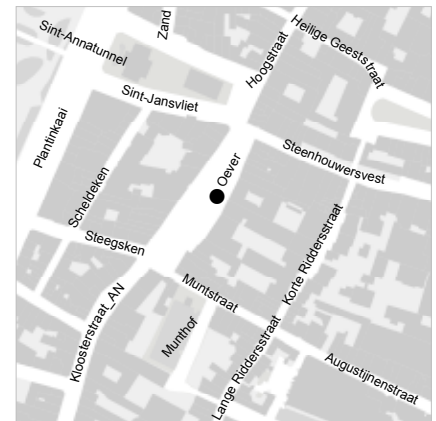 Zand
Heilige Geeststraat
Sint-Annatunnel
Hoogstraat
Sint-Jansvliet
Plantinkaai
Steenhouwersvest
Oever
Scheldeken
Steegsken
Korte Riddersstraat
Muntstraat
Kloosterstraat_AN
Munthof
Lange Riddersstraat
Augustijnenstraat